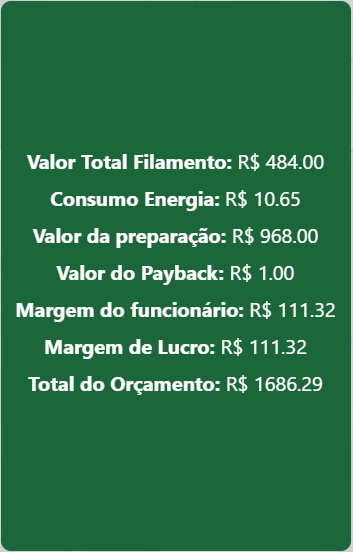 Valor Total Filamento: R$ 484.00
Consumo Energia: R$ 10.65
Valor da preparação: R$ 968.00
Valor do Payback: R$ 1.00
Margem do funcionário: R$ 111.32
Margem de Lucro: R$ 111.32
Total do Orçamento: R$ 1686.29